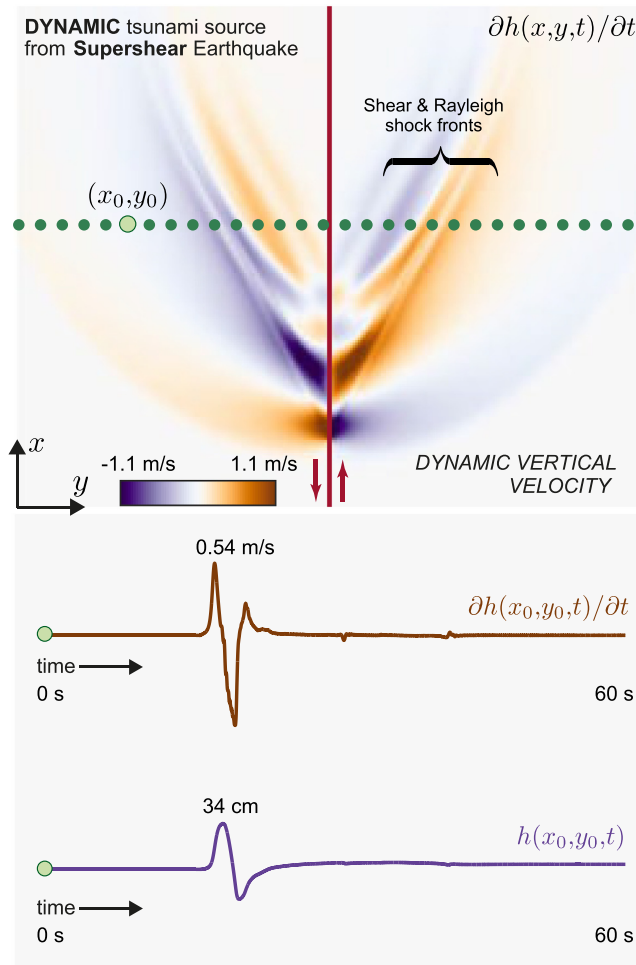 DYNAMIC tsunami source
from Supershear Earthquake
∂h(x,y,t)/∂t
Shear & Rayleigh
shock fronts
(x₀,y₀)
x
y
-1.1 m/s
1.1 m/s
DYNAMIC VERTICAL
VELOCITY
0.54 m/s
∂h(x₀,y₀,t)/∂t
time
0 s
60 s
34 cm
h(x₀,y₀,t)
time
0 s
60 s